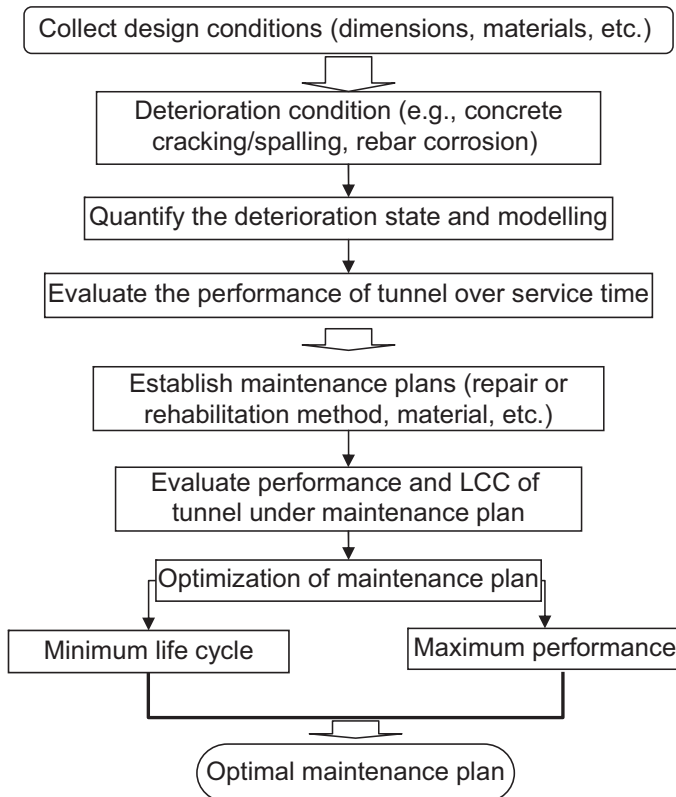 Collect design conditions (dimensions, materials, etc.)
Deterioration condition (e.g., concrete
cracking/spalling, rebar corrosion)
Quantify the deterioration state and modelling
Evaluate the performance of tunnel over service time
Establish maintenance plans (repair or
rehabilitation method, material, etc.)
Evaluate performance and LCC of
tunnel under maintenance plan
Optimization of maintenance plan
Minimum life cycle
Maximum performance
Optimal maintenance plan